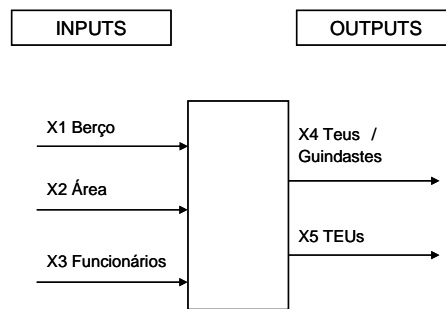 INPUTS
OUTPUTS
X1 Berço
X2 Área
X3 Funcionários
X4 Teus /
Guindastes
X5 TEUs